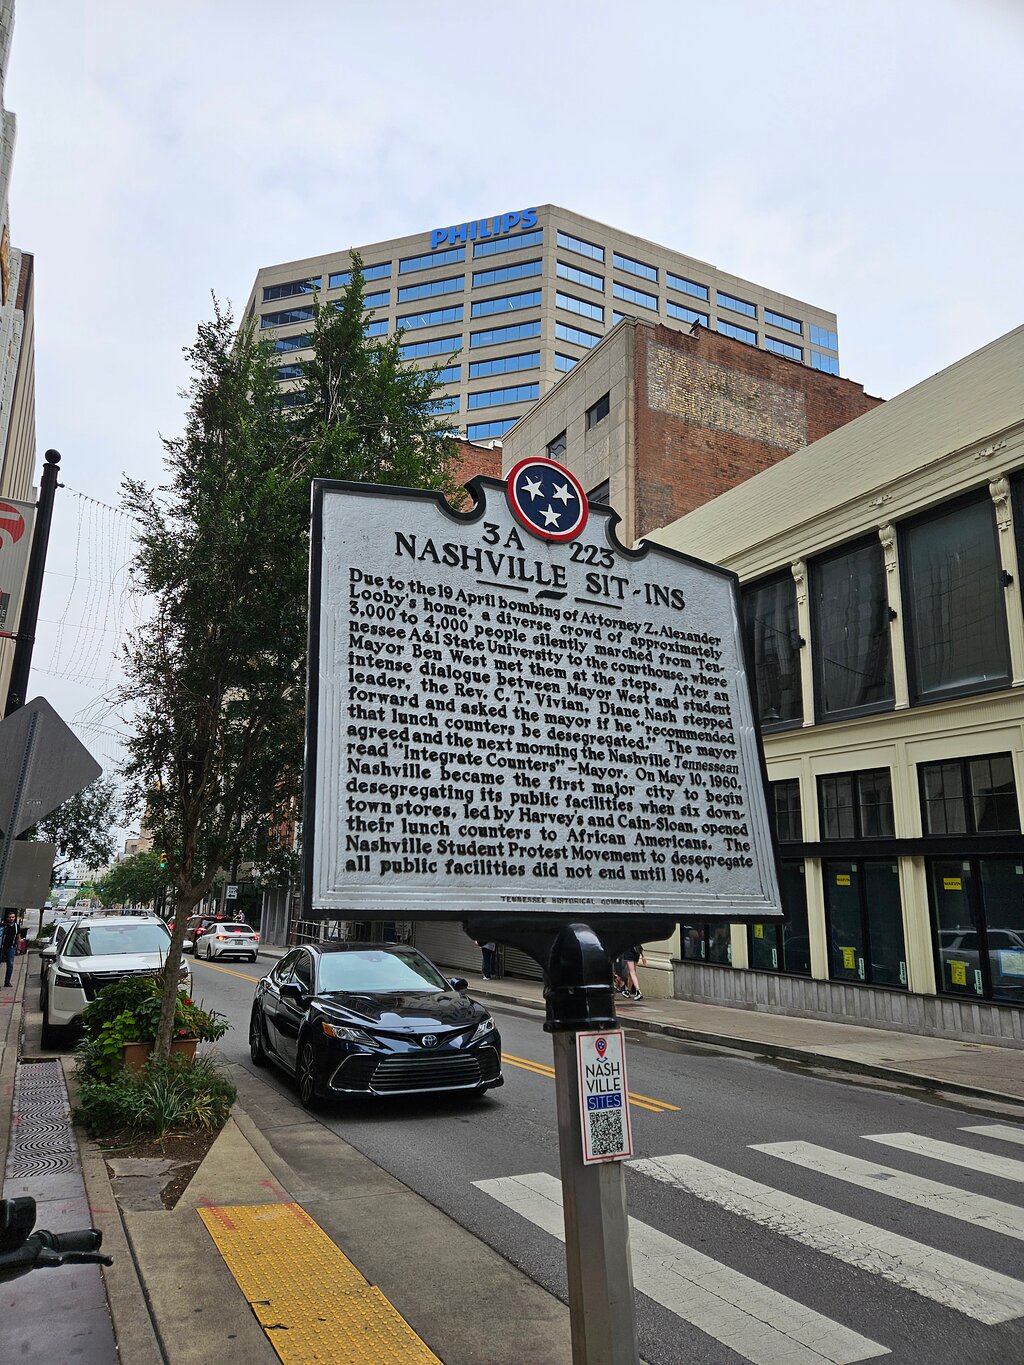 PHILIPS
3A 223
NASHVILLE SIT-INS
Due to the 19 April bombing of Attorney Z. Alexander
Looby's home, a diverse crowd of approximately
3,000 to 4,000 people silently marched from Ten-
nessee A&I State University to the courthouse, where
Mayor Ben West met them at the steps. After an
intense dialogue between Mayor West and student
leader, the Rev. C. T. Vivian, Diane Nash stepped
forward and asked the mayor if he "recommended
that lunch counters be desegregated." The mayor
agreed and the next morning the Nashville Tennessean
read "Integrate Counters" -Mayor. On May 10, 1960,
Nashville became the first major city to begin
desegregating its public facilities when six down-
town stores, led by Harvey's and Cain-Sloan, opened
their lunch counters to African Americans. The
Nashville Student Protest Movement to desegregate
all public facilities did not end until 1964.
TENNESSEE HISTORICAL COMMISSION
NASH
VILLE
SITES